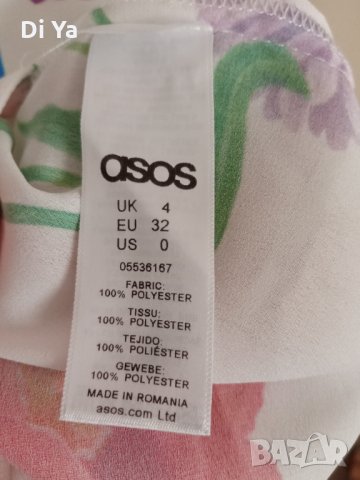 Di Ya
asos
UK 4
EU 32
US 0
05536167
FABRIC:
100% POLYESTER
TISSU:
100% POLYESTER
TEJIDO:
100% POLIÉSTER
GEWEBE:
100% POLYESTER
MADE IN ROMANIA
asos.com Ltd
BAZAR